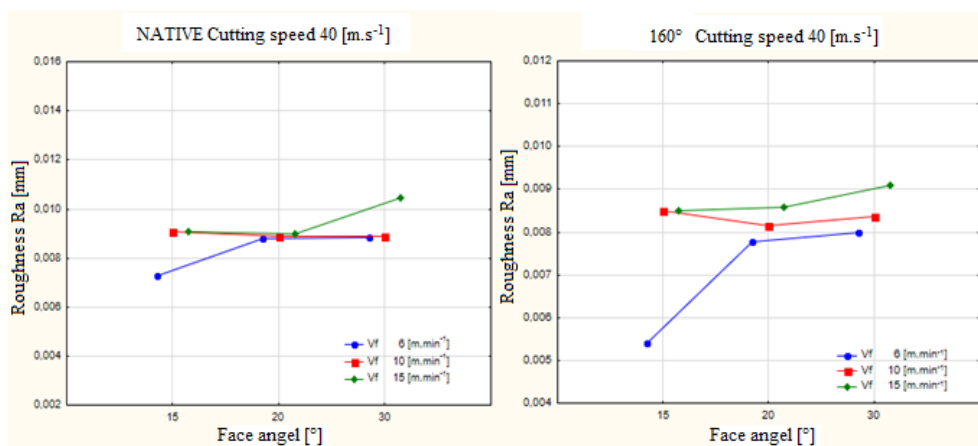 NATIVE Cutting speed 40 [m.s-1]
0,016
0,014
0,012
0,010
0,008
0,006
0,004
0,002
Roughness Ra [mm]
15
20
30
Face angel [°]
Vf 6 [m.min-1]
Vf 10 [m.min-1]
Vf 15 [m.min-1]
160° Cutting speed 40 [m.s-1]
0,012
0,011
0,010
0,009
0,008
0,007
0,006
0,005
0,004
Roughness Ra [mm]
15
20
30
Face angel [°]
Vf 6 [m.min-1]
Vf 10 [m.min-1]
Vf 15 [m.min-1]